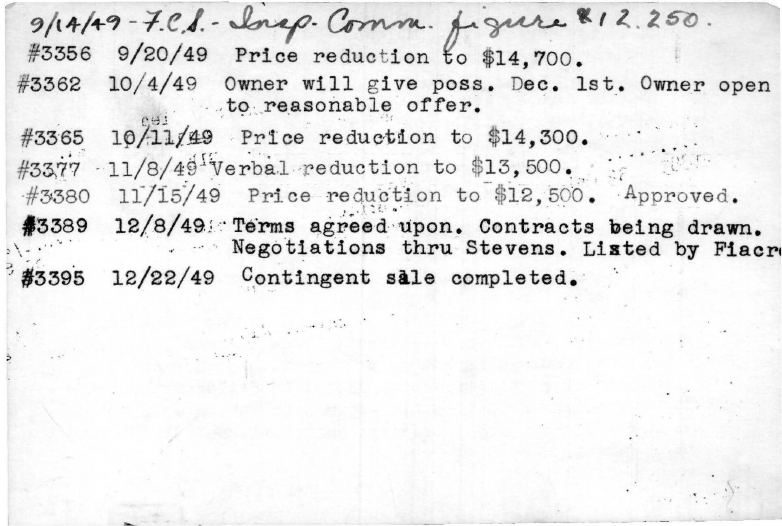 9/14/49 - F.C.S. - Insp. Comm. figure $12.250.
#3356 9/20/49 Price reduction to $14,700.
#3362 10/4/49 Owner will give poss. Dec. 1st. Owner open
to reasonable offer.
#3365 10/11/49 Price reduction to $14,300.
#3377 11/8/49 Verbal reduction to $13,500.
#3380 11/15/49 Price reduction to $12,500. Approved.
#3389 12/8/49 Terms agreed upon. Contracts being drawn.
Negotiations thru Stevens. Listed by Fiacre
#3395 12/22/49 Contingent sale completed.